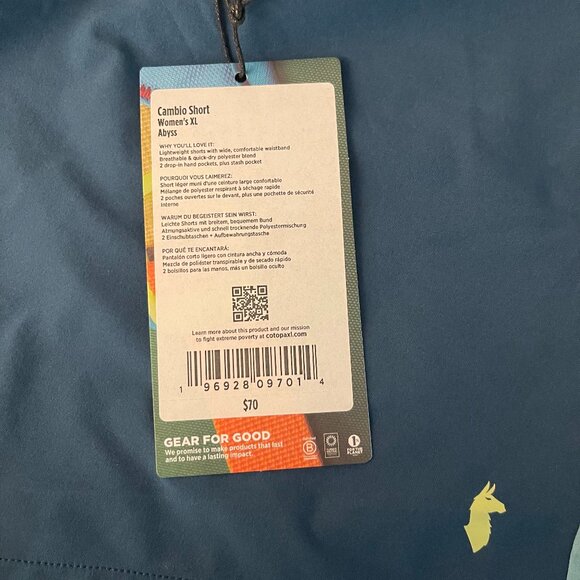 Cambio Short
Women's XL
Abyss
WHY YOU'LL LOVE IT:
Lightweight shorts with wide, comfortable waistband
Breathable & quick-dry polyester blend
2 drop-in hand pockets, plus stash pocket
POURQUOI VOUS L'AIMEREZ:
Short léger muni d'une ceinture large confortable
Mélange de polyester respirant à séchage rapide
2 poches ouvertes sur le devant, plus une pochette de sécurité
interne
WARUM DU BEGEISTERT SEIN WIRST:
Leichte Shorts mit breitem, bequemem Bund
Atmungsaktive und schnell trocknende Polyestermischung
2 Einschubtaschen + Aufbewahrungstasche
POR QUÉ TE ENCANTARÁ:
Pantalón corto ligero con cintura ancha y cómoda
Mezcla de poliéster transpirable y de secado rápido
2 bolsillos para las manos, más un bolsillo oculto
Learn more about this product and our mission
to fight extreme poverty at cotopaxi.com
1 96928 09701 4
$70
GEAR FOR GOOD
We promise to make products that last
and to have a lasting impact.
B
1%
FOR THE
PLANET